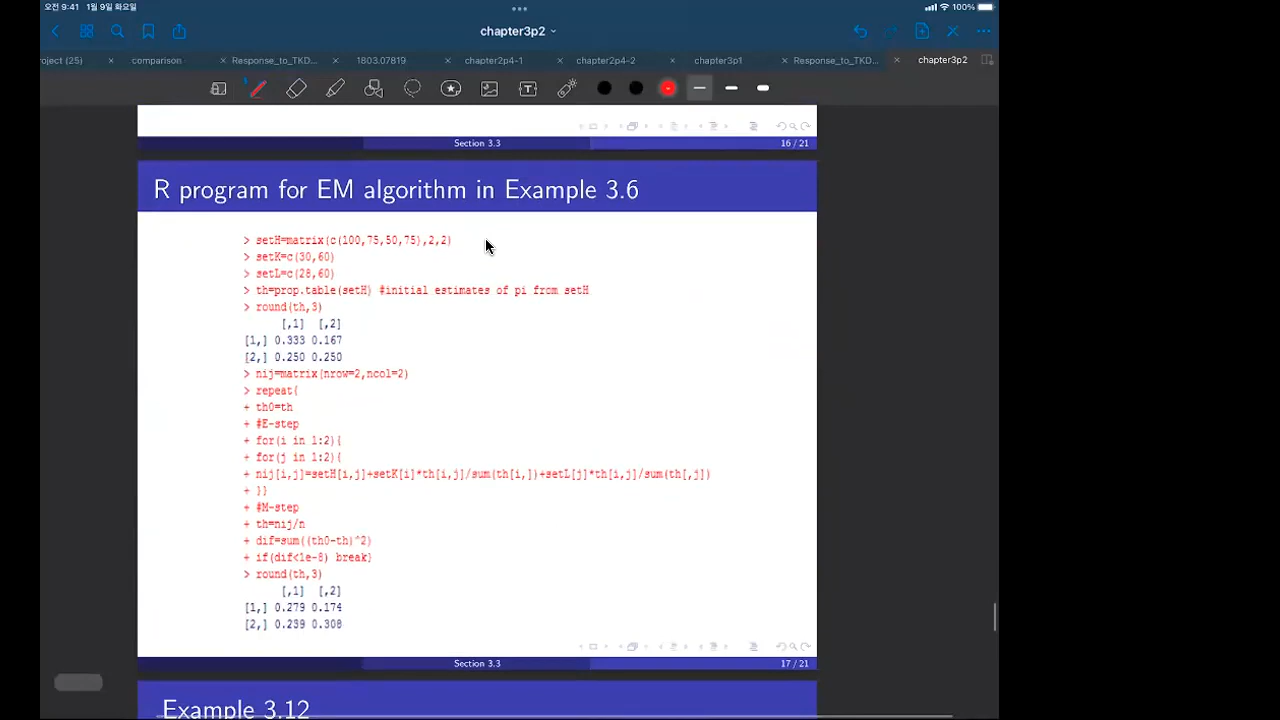 오전 9:41 1월 9일 화요일
100%
chapter3p2
oject (25)
comparison
Response_to_TKD...
1803.07819
chapter2p4-1
chapter2p4-2
chapter3p1
Response_to_TKD...
chapter3p2
Section 3.3
16 / 21
R program for EM algorithm in Example 3.6
> setH=matrix(c(100,75,50,75),2,2)
> setK=c(30,60)
> setL=c(28,60)
> th=prop.table(setH) #initial estimates of pi from setH
> round(th,3)
[,1] [,2]
[1,] 0.333 0.167
[2,] 0.250 0.250
> nij=matrix(nrow=2,ncol=2)
> repeat{
+ th0=th
+ #E-step
+ for(i in 1:2){
+ for(j in 1:2){
+ nij[i,j]=setH[i,j]+setK[i]*th[i,j]/sum(th[i,])+setL[j]*th[i,j]/sum(th[,j])
+ }}
+ #M-step
+ th=nij/n
+ dif=sum((th0-th)^2)
+ if(dif<1e-8) break}
> round(th,3)
[,1] [,2]
[1,] 0.279 0.174
[2,] 0.239 0.308
Section 3.3
17 / 21
Example 3.12